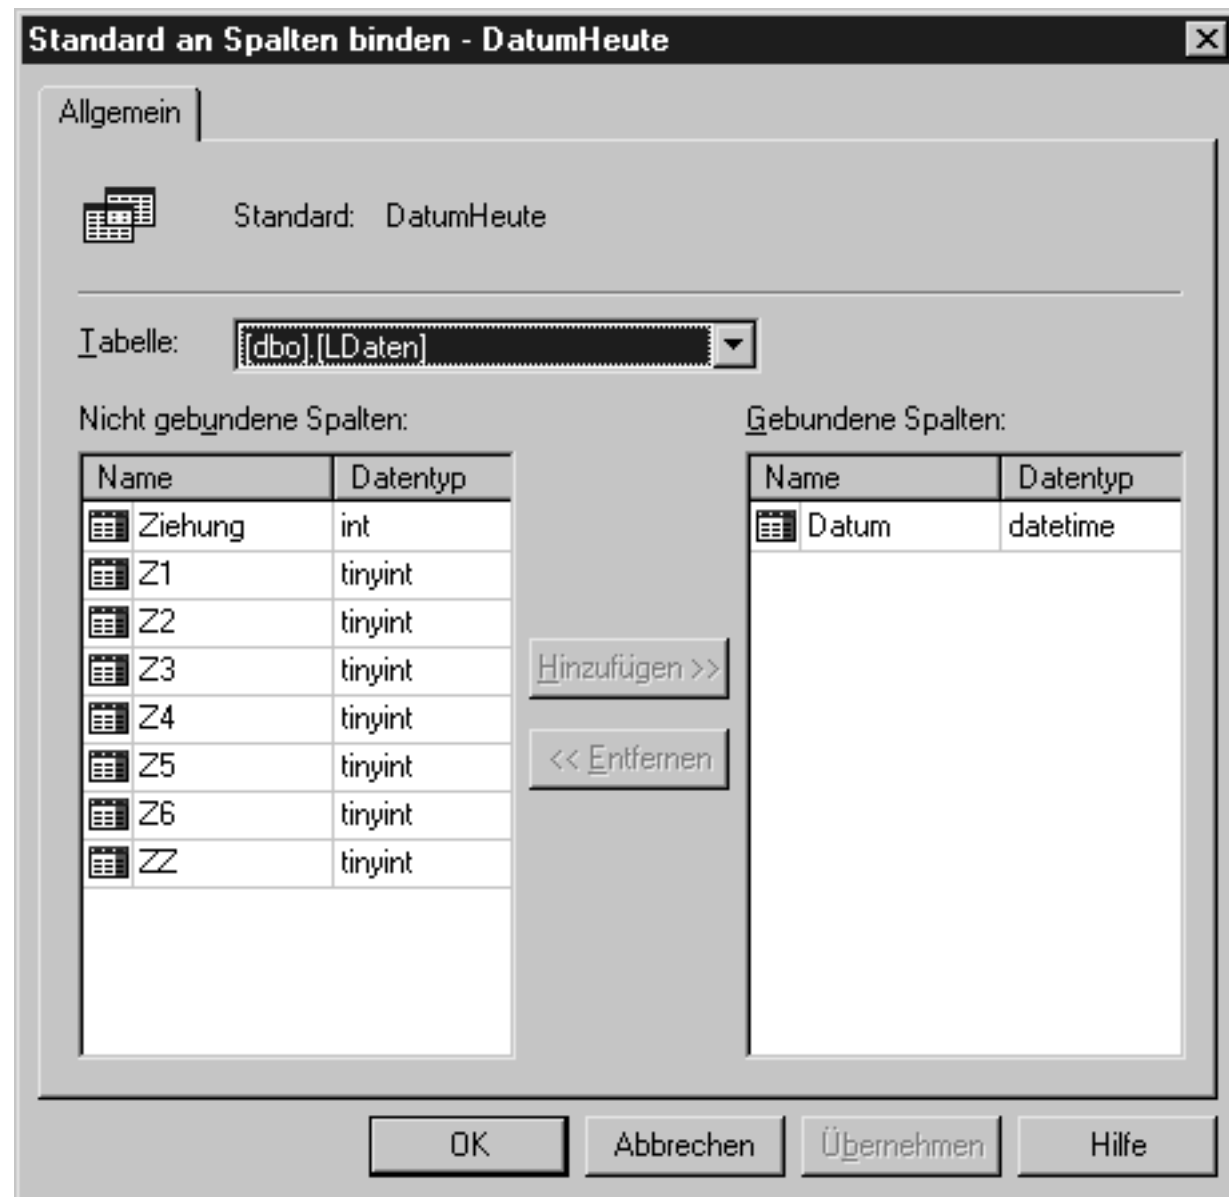 Standard an Spalten binden - DatumHeute
Allgemein
Standard: DatumHeute
Tabelle: [dbo].[LDaten]
Nicht gebundene Spalten: Gebundene Spalten:
Name Datentyp Name Datentyp
Ziehung int Datum datetime
Z1 tinyint
Z2 tinyint
Z3 tinyint
Hinzufügen >>
Z4 tinyint
Z5 tinyint
<< Entfernen
Z6 tinyint
ZZ tinyint
OK Abbrechen Übernehmen Hilfe